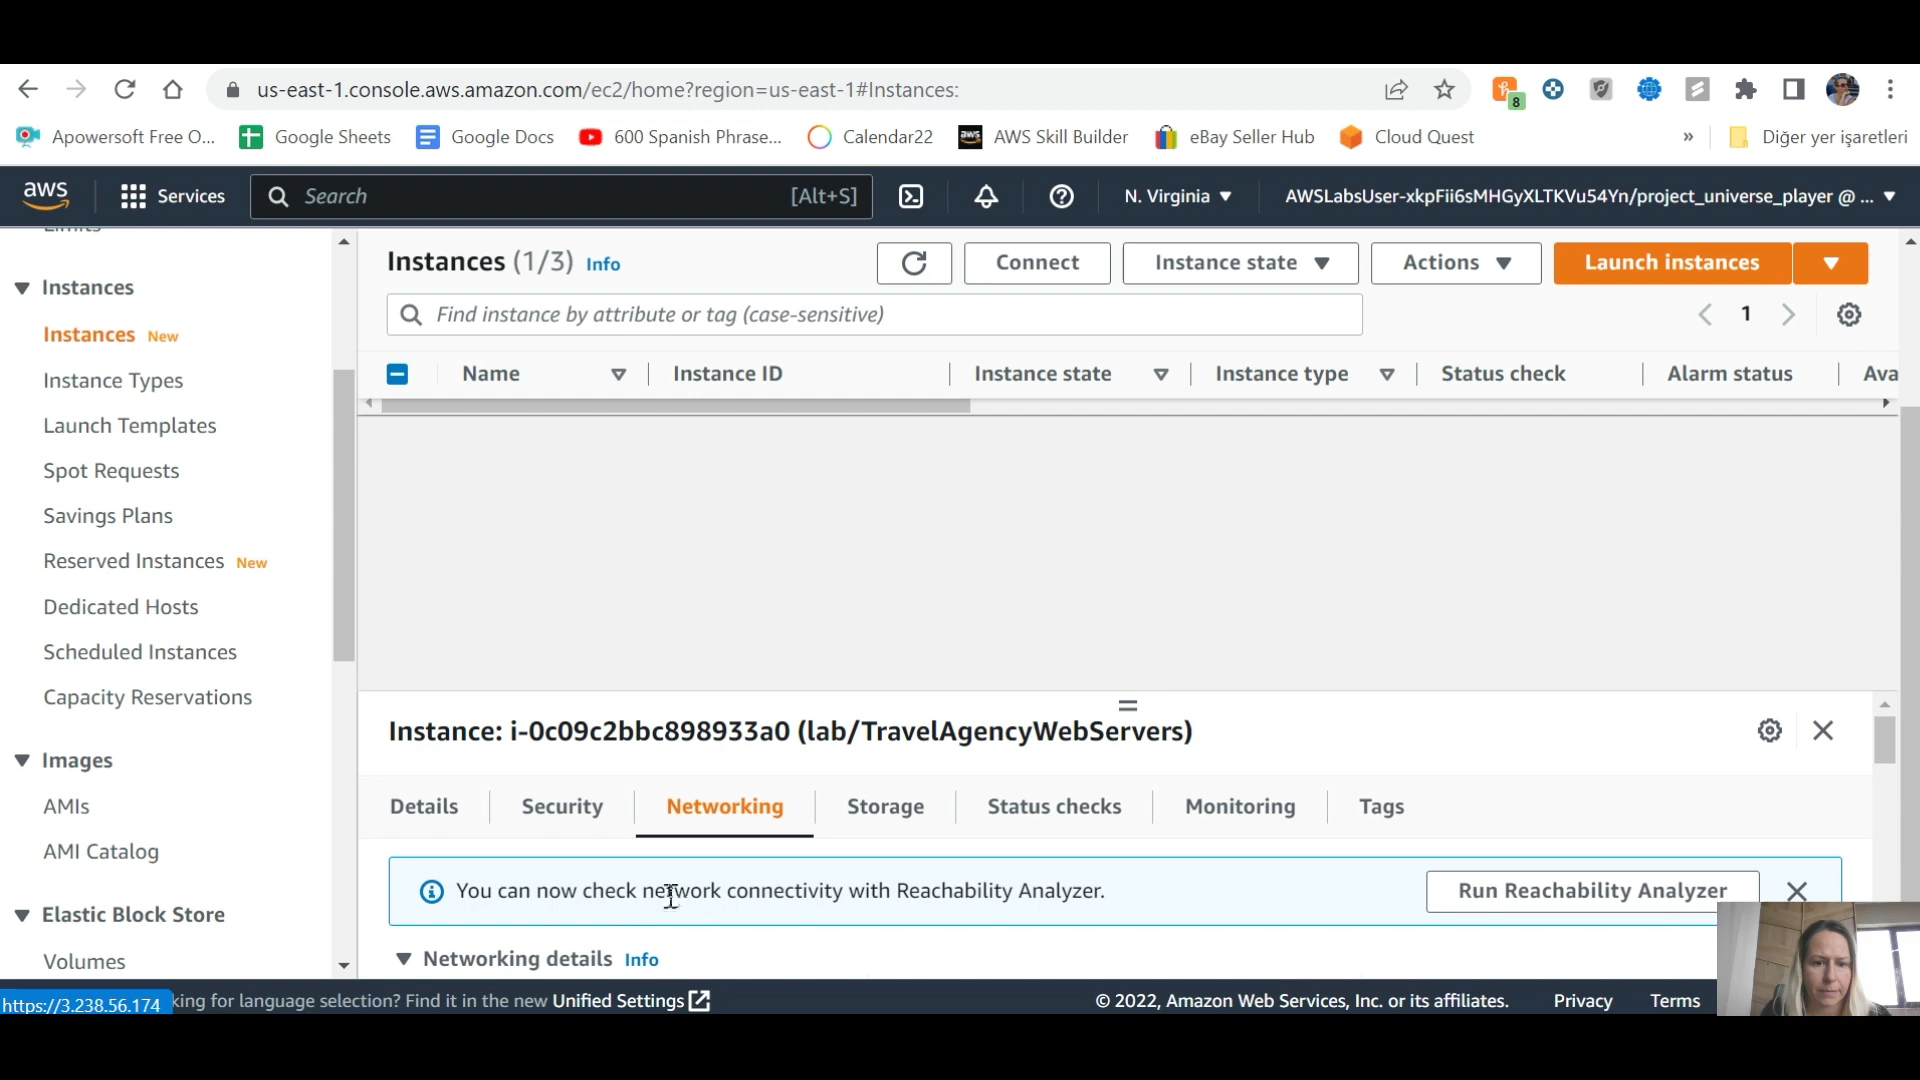 us-east-1.console.aws.amazon.com/ec2/home?region=us-east-1#Instances:
8
Apowersoft Free O...
Google Sheets
Google Docs
600 Spanish Phrase...
Calendar22
aws
AWS Skill Builder
eBay Seller Hub
Cloud Quest
»
Diğer yer işaretleri
aws
Services
Search
[Alt+S]
N. Virginia
AWSLabsUser-xkpFii6sMHGyXLTKVu54Yn/project_universe_player @ ...
Limits
Instances
Instances New
Instance Types
Launch Templates
Spot Requests
Savings Plans
Reserved Instances New
Dedicated Hosts
Scheduled Instances
Capacity Reservations
Images
AMIs
AMI Catalog
Elastic Block Store
Volumes
Instances (1/3) Info
Connect
Instance state
Actions
Launch instances
Find instance by attribute or tag (case-sensitive)
1
Name
Instance ID
Instance state
Instance type
Status check
Alarm status
Ava
Instance: i-0c09c2bbc898933a0 (lab/TravelAgencyWebServers)
Details
Security
Networking
Storage
Status checks
Monitoring
Tags
You can now check network connectivity with Reachability Analyzer.
Run Reachability Analyzer
Networking details Info
https://3.238.56.174
king for language selection? Find it in the new Unified Settings
© 2022, Amazon Web Services, Inc. or its affiliates.
Privacy
Terms